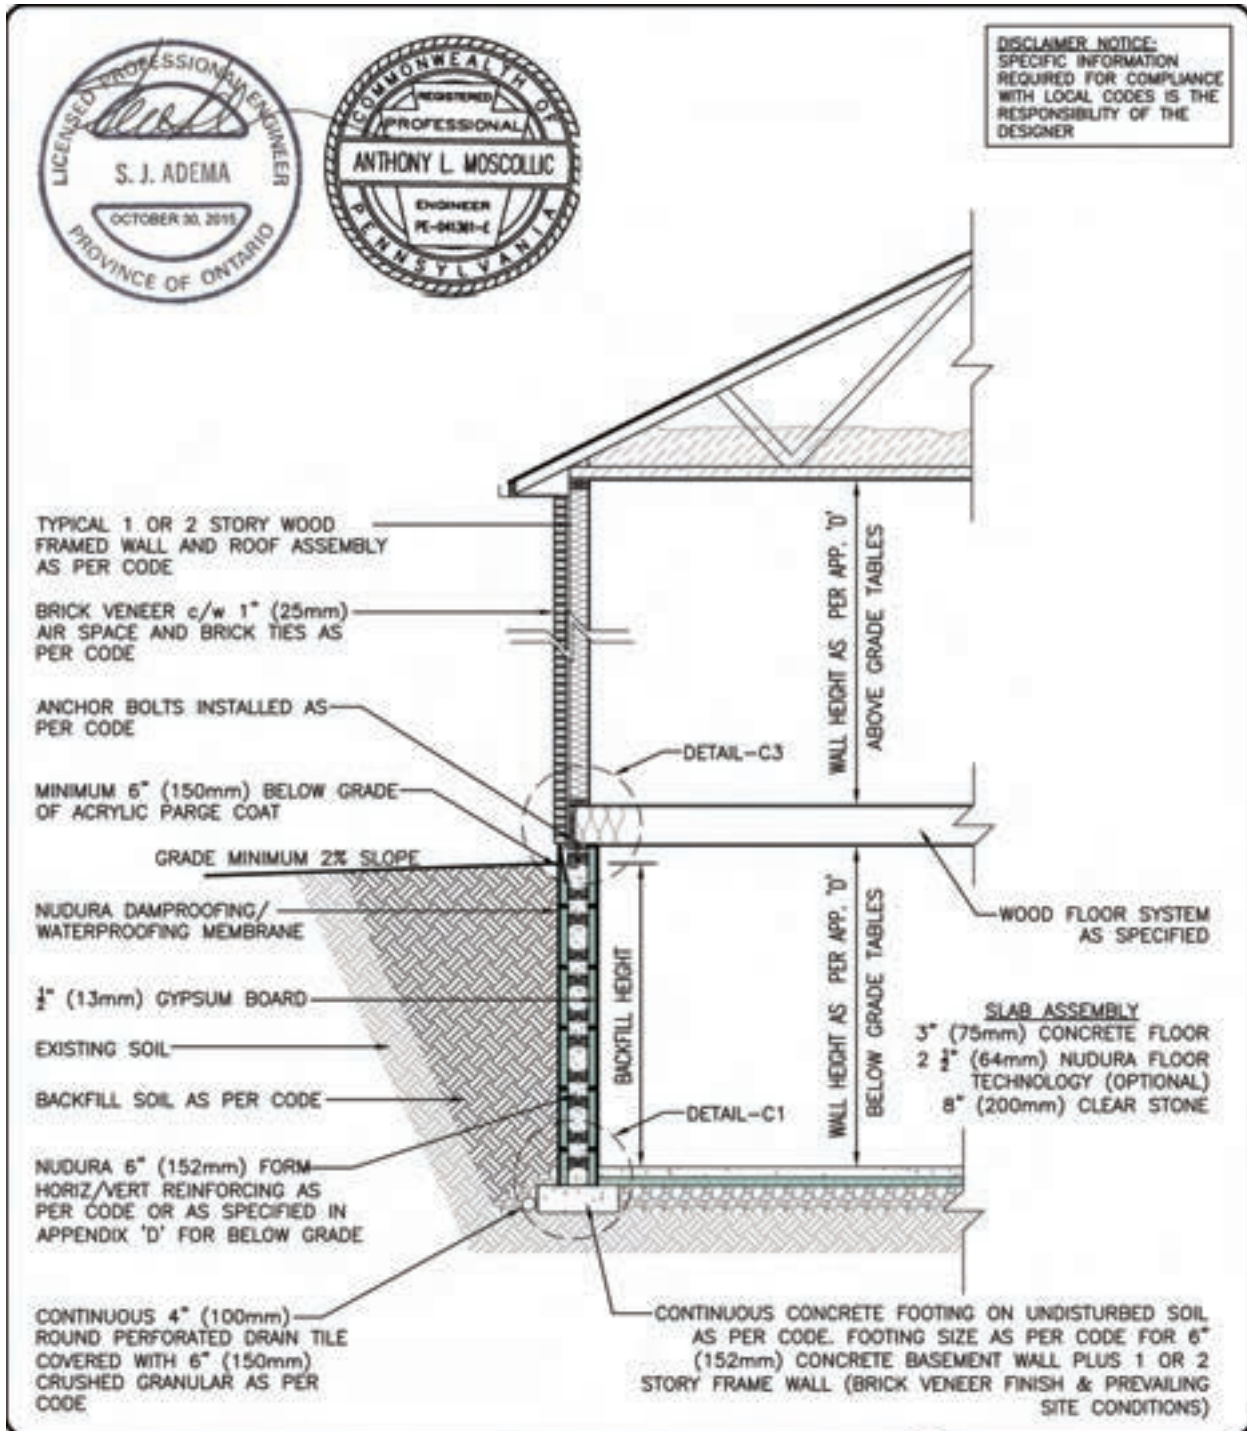 LICENSED PROFESSIONAL ENGINEER
S. J. ADEMA
OCTOBER 30, 2015
PROVINCE OF ONTARIO
COMMONWEALTH OF
REGISTERED
PROFESSIONAL
ANTHONY L. MOSCOLLIC
ENGINEER
PE-041361-E
PENNSYLVANIA
DISCLAIMER NOTICE:
SPECIFIC INFORMATION
REQUIRED FOR COMPLIANCE
WITH LOCAL CODES IS THE
RESPONSIBILITY OF THE
DESIGNER
TYPICAL 1 OR 2 STORY WOOD
FRAMED WALL AND ROOF ASSEMBLY
AS PER CODE
BRICK VENEER c/w 1" (25mm)
AIR SPACE AND BRICK TIES AS
PER CODE
ANCHOR BOLTS INSTALLED AS
PER CODE
MINIMUM 6" (150mm) BELOW GRADE
OF ACRYLIC PARGE COAT
GRADE MINIMUM 2% SLOPE
NUDURA DAMPROOFING/
WATERPROOFING MEMBRANE
½" (13mm) GYPSUM BOARD
EXISTING SOIL
BACKFILL SOIL AS PER CODE
NUDURA 6" (152mm) FORM
HORIZ/VERT REINFORCING AS
PER CODE OR AS SPECIFIED IN
APPENDIX 'D' FOR BELOW GRADE
CONTINUOUS 4" (100mm)
ROUND PERFORATED DRAIN TILE
COVERED WITH 6" (150mm)
CRUSHED GRANULAR AS PER
CODE
WALL HEIGHT AS PER APP. 'D'
ABOVE GRADE TABLES
DETAIL-C3
BACKFILL HEIGHT
WALL HEIGHT AS PER APP. 'D'
BELOW GRADE TABLES
DETAIL-C1
WOOD FLOOR SYSTEM
AS SPECIFIED
SLAB ASSEMBLY
3" (75mm) CONCRETE FLOOR
2 ½" (64mm) NUDURA FLOOR
TECHNOLOGY (OPTIONAL)
8" (200mm) CLEAR STONE
CONTINUOUS CONCRETE FOOTING ON UNDISTURBED SOIL
AS PER CODE. FOOTING SIZE AS PER CODE FOR 6"
(152mm) CONCRETE BASEMENT WALL PLUS 1 OR 2
STORY FRAME WALL (BRICK VENEER FINISH & PREVAILING
SITE CONDITIONS)